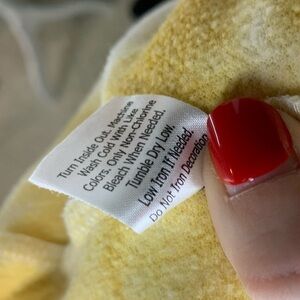 Turn Inside Out, Machine
Wash Cold With Like
Colors, Only Non-Chlorine
Bleach When Needed.
Tumble Dry Low.
Low Iron If Needed.
Do Not Iron Decoration